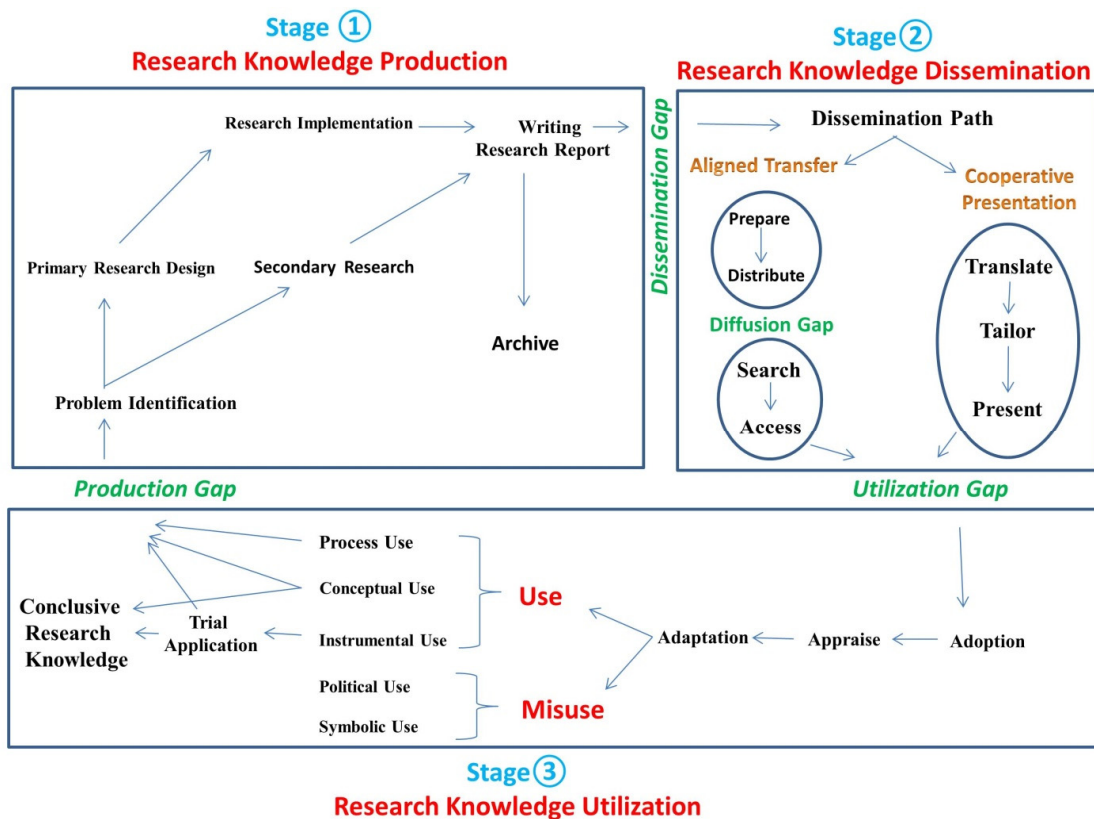 Stage ①
Research Knowledge Production
Stage ②
Research Knowledge Dissemination
Research Implementation
Writing
Research Report
Primary Research Design
Secondary Research
Archive
Problem Identification
Dissemination Gap
Dissemination Path
Aligned Transfer
Cooperative
Presentation
Prepare
Distribute
Diffusion Gap
Search
Access
Translate
Tailor
Present
Production Gap
Utilization Gap
Process Use
Conceptual Use
Instrumental Use
Political Use
Symbolic Use
Use
Misuse
Conclusive
Research
Knowledge
Trial
Application
Adaptation
Appraise
Adoption
Stage ③
Research Knowledge Utilization